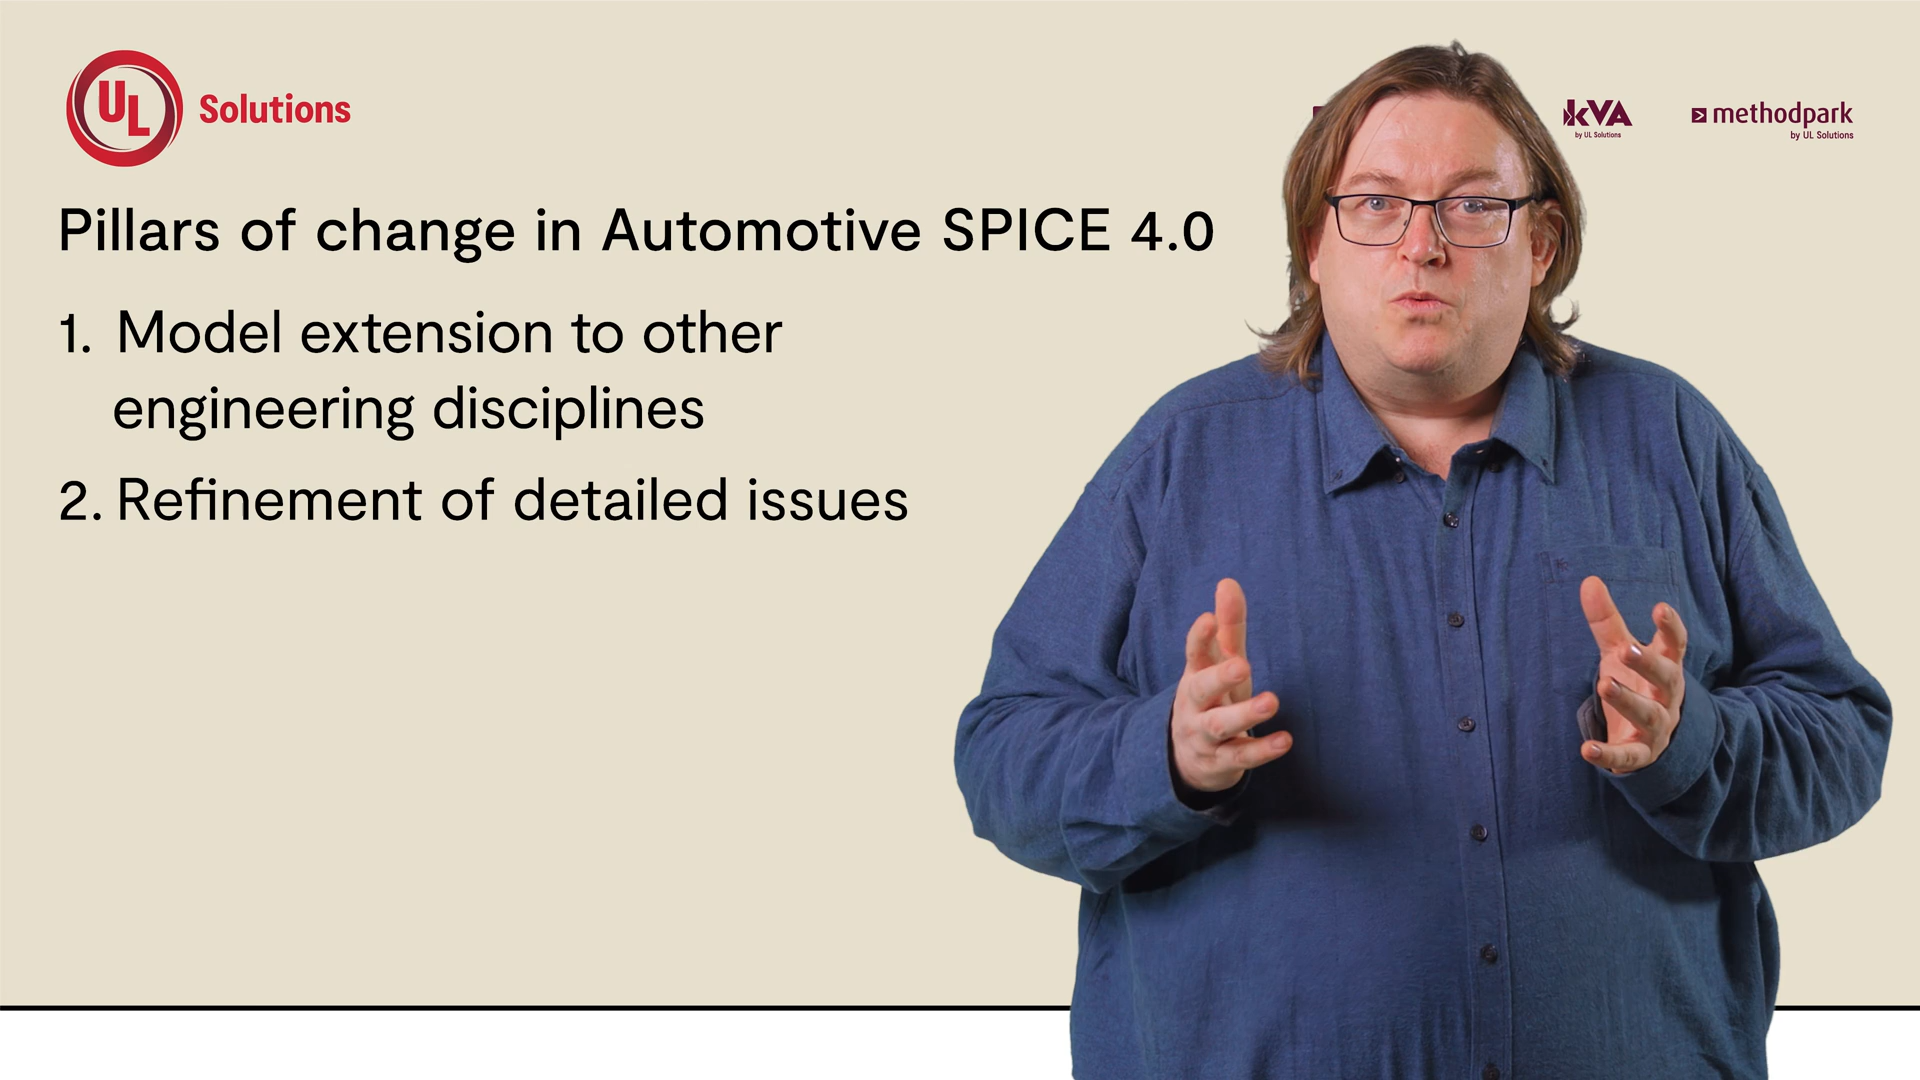 UL Solutions
kVA
by UL Solutions
methodpark
by UL Solutions
Pillars of change in Automotive SPICE 4.0
1. Model extension to other
engineering disciplines
2. Refinement of detailed issues